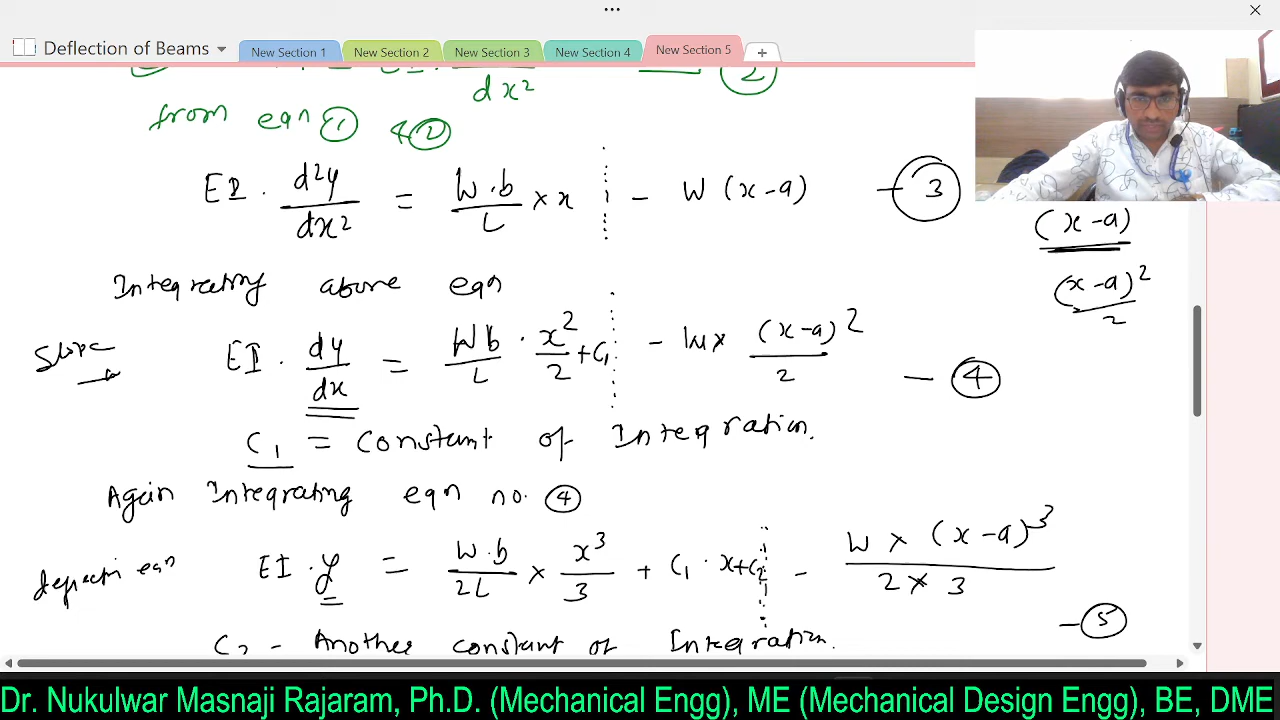 ...
Deflection of Beams
New Section 1 New Section 2 New Section 3 New Section 4 New Section 5 +
dx² 2
from eqn ① & ②
EI · d²y/dx² = W·b/L × x - W (x-a) — ③
(x-a)
(x-a)²/2
Integrating above eqn
Slope EI · dy/dx = Wb/L · x²/2 + C₁ - W× (x-a)²/2 — ④
C₁ = Constant of Integration.
Again Integrating eqn no. ④
EI · y = W·b/2L × x³/3 + C₁ · x + C₂ - W × (x-a)³/2×3 — ⑤
C₂ - Another constant of Integration.
Dr. Nukulwar Masnaji Rajaram, Ph.D. (Mechanical Engg), ME (Mechanical Design Engg), BE, DME